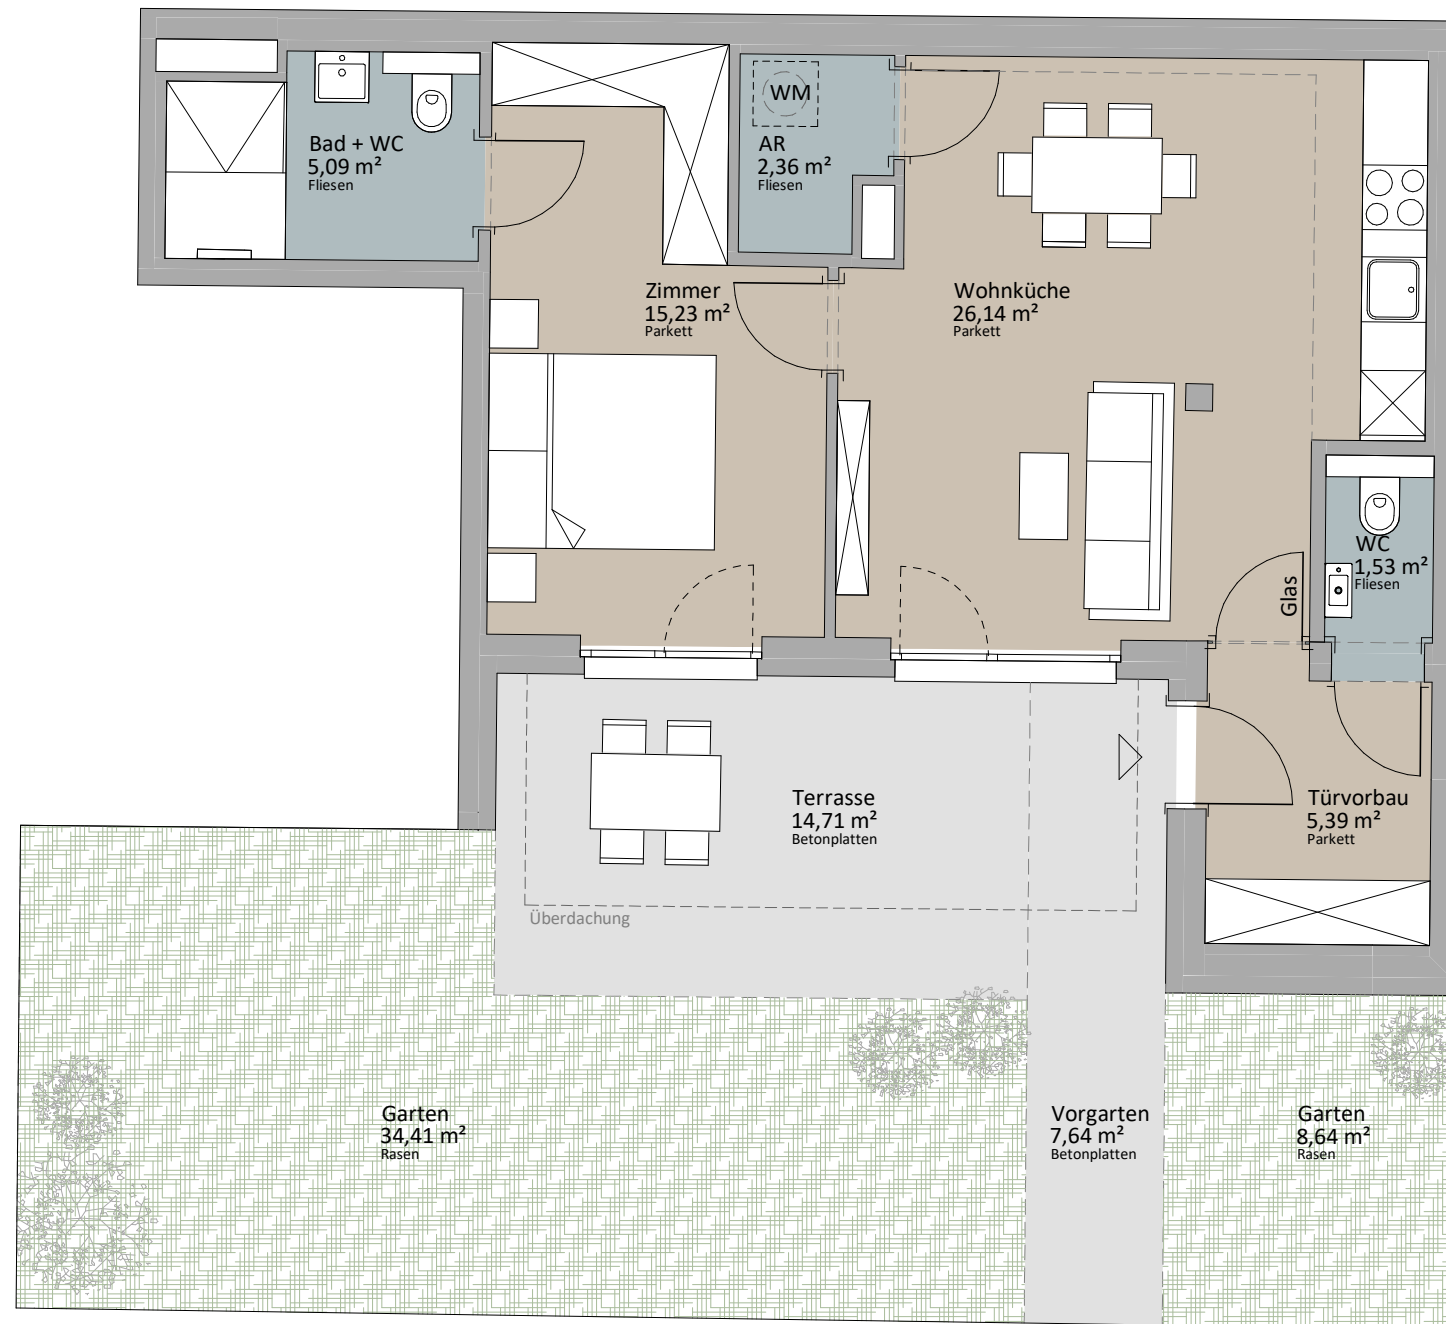 WM
Bad + WC
5,09 m²
Fliesen
AR
2,36 m²
Fliesen
Zimmer
15,23 m²
Parkett
Wohnküche
26,14 m²
Parkett
WC
1,53 m²
Fliesen
Glas
Terrasse
14,71 m²
Betonplatten
Türvorbau
5,39 m²
Parkett
Überdachung
Garten
34,41 m²
Rasen
Vorgarten
7,64 m²
Betonplatten
Garten
8,64 m²
Rasen